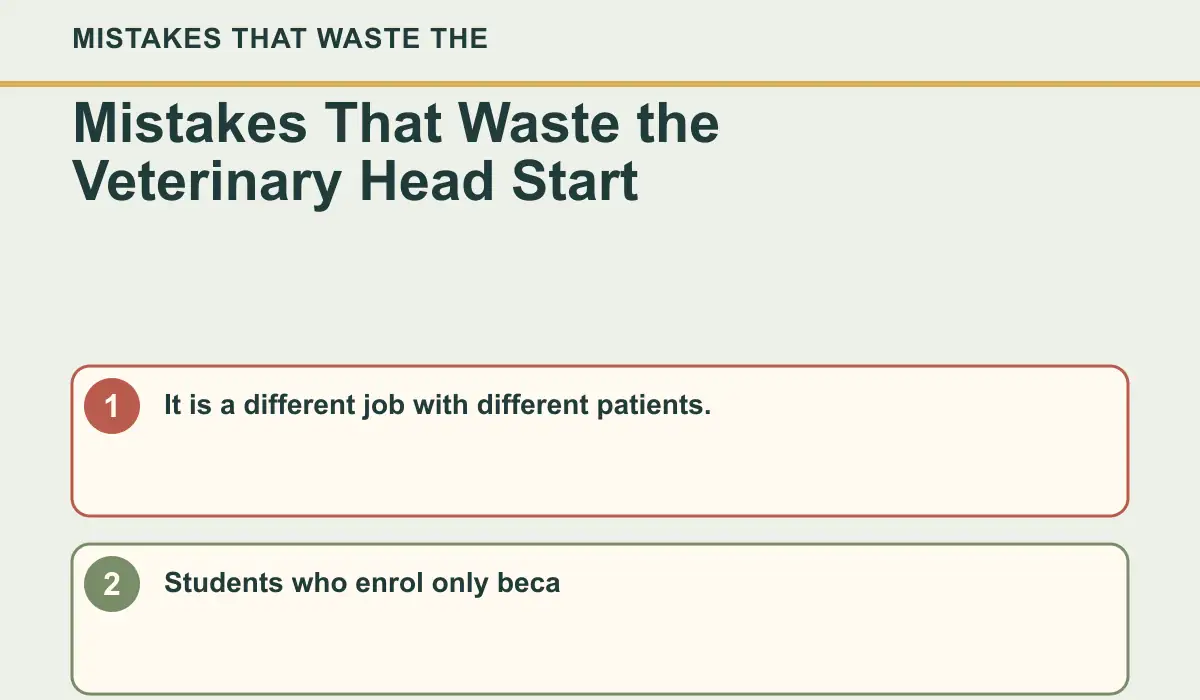 MISTAKES THAT WASTE THE
Mistakes That Waste the
Veterinary Head Start
1 It is a different job with different patients.
2 Students who enrol only beca